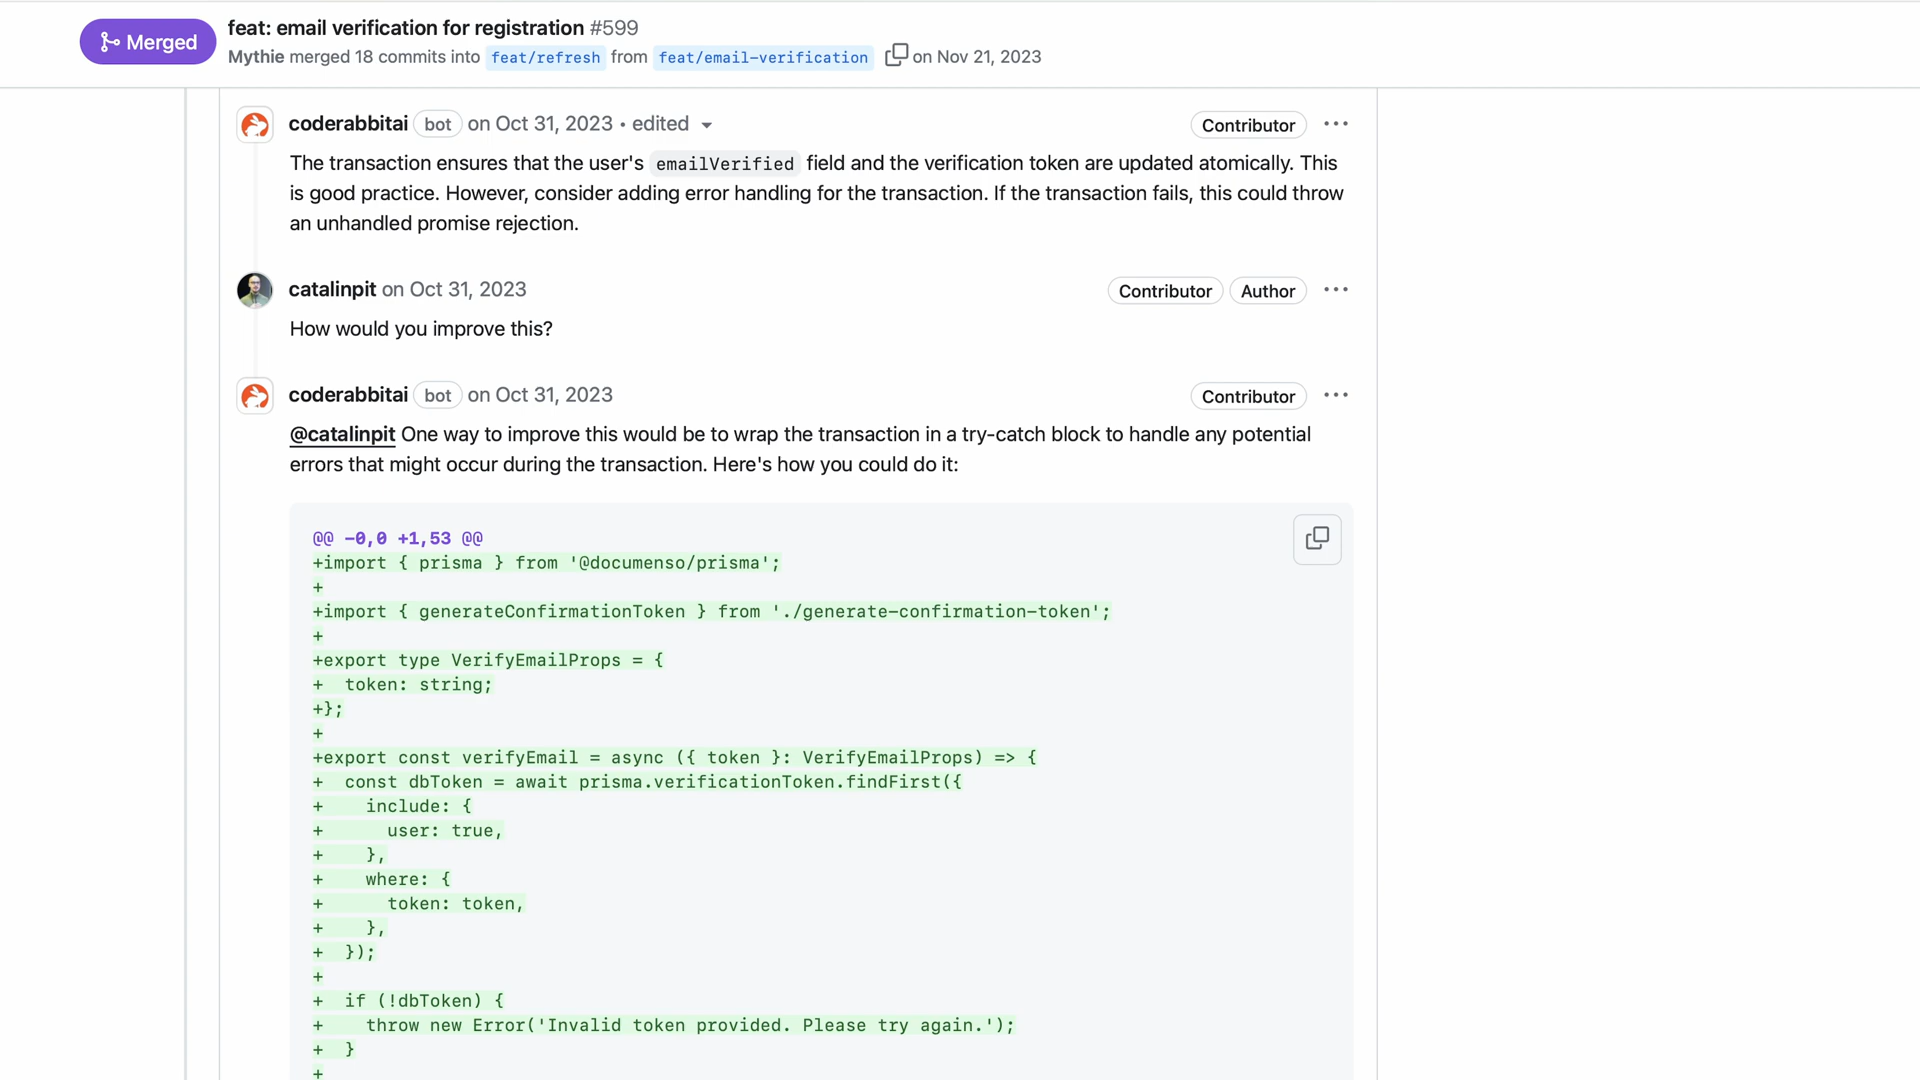 Merged
feat: email verification for registration #599
Mythie merged 18 commits into feat/refresh from feat/email-verification on Nov 21, 2023
coderabbitai bot on Oct 31, 2023 • edited
Contributor
The transaction ensures that the user's emailVerified field and the verification token are updated atomically. This
is good practice. However, consider adding error handling for the transaction. If the transaction fails, this could throw
an unhandled promise rejection.
catalinpit on Oct 31, 2023
Contributor Author
How would you improve this?
coderabbitai bot on Oct 31, 2023
Contributor
@catalinpit One way to improve this would be to wrap the transaction in a try-catch block to handle any potential
errors that might occur during the transaction. Here's how you could do it:
@@ -0,0 +1,53 @@
+import { prisma } from '@documenso/prisma';
+
+import { generateConfirmationToken } from './generate-confirmation-token';
+
+export type VerifyEmailProps = {
+  token: string;
+};
+
+export const verifyEmail = async ({ token }: VerifyEmailProps) => {
+  const dbToken = await prisma.verificationToken.findFirst({
+    include: {
+      user: true,
+    },
+    where: {
+      token: token,
+    },
+  });
+
+  if (!dbToken) {
+    throw new Error('Invalid token provided. Please try again.');
+  }
+